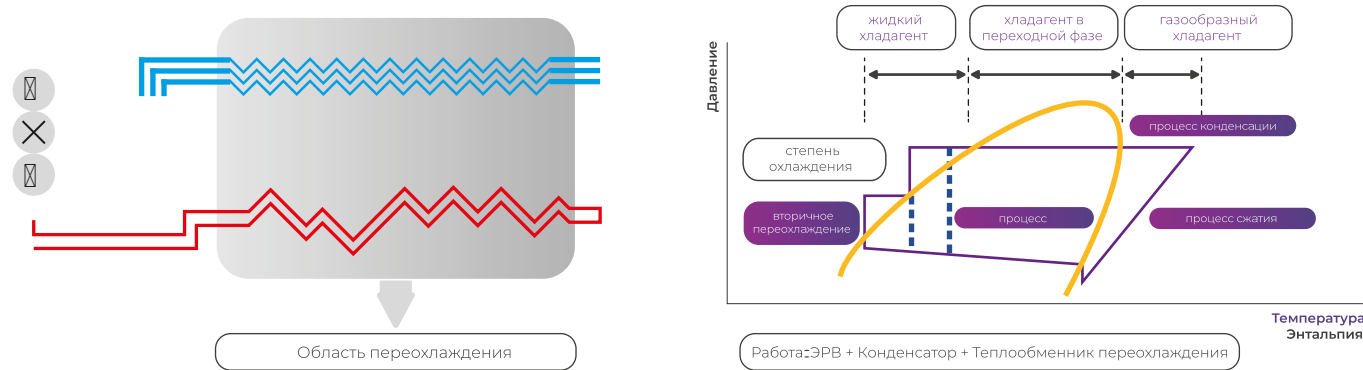 Область переохлаждения
жидкий
хладагент
хладагент в
переходной фазе
газообразный
хладагент
Давление
процесс конденсации
степень
охлаждения
вторичное
переохлаждение
процесс
процесс сжатия
Температура
Энтальпия
Работа:ЭРВ + Конденсатор + Теплообменник переохлаждения